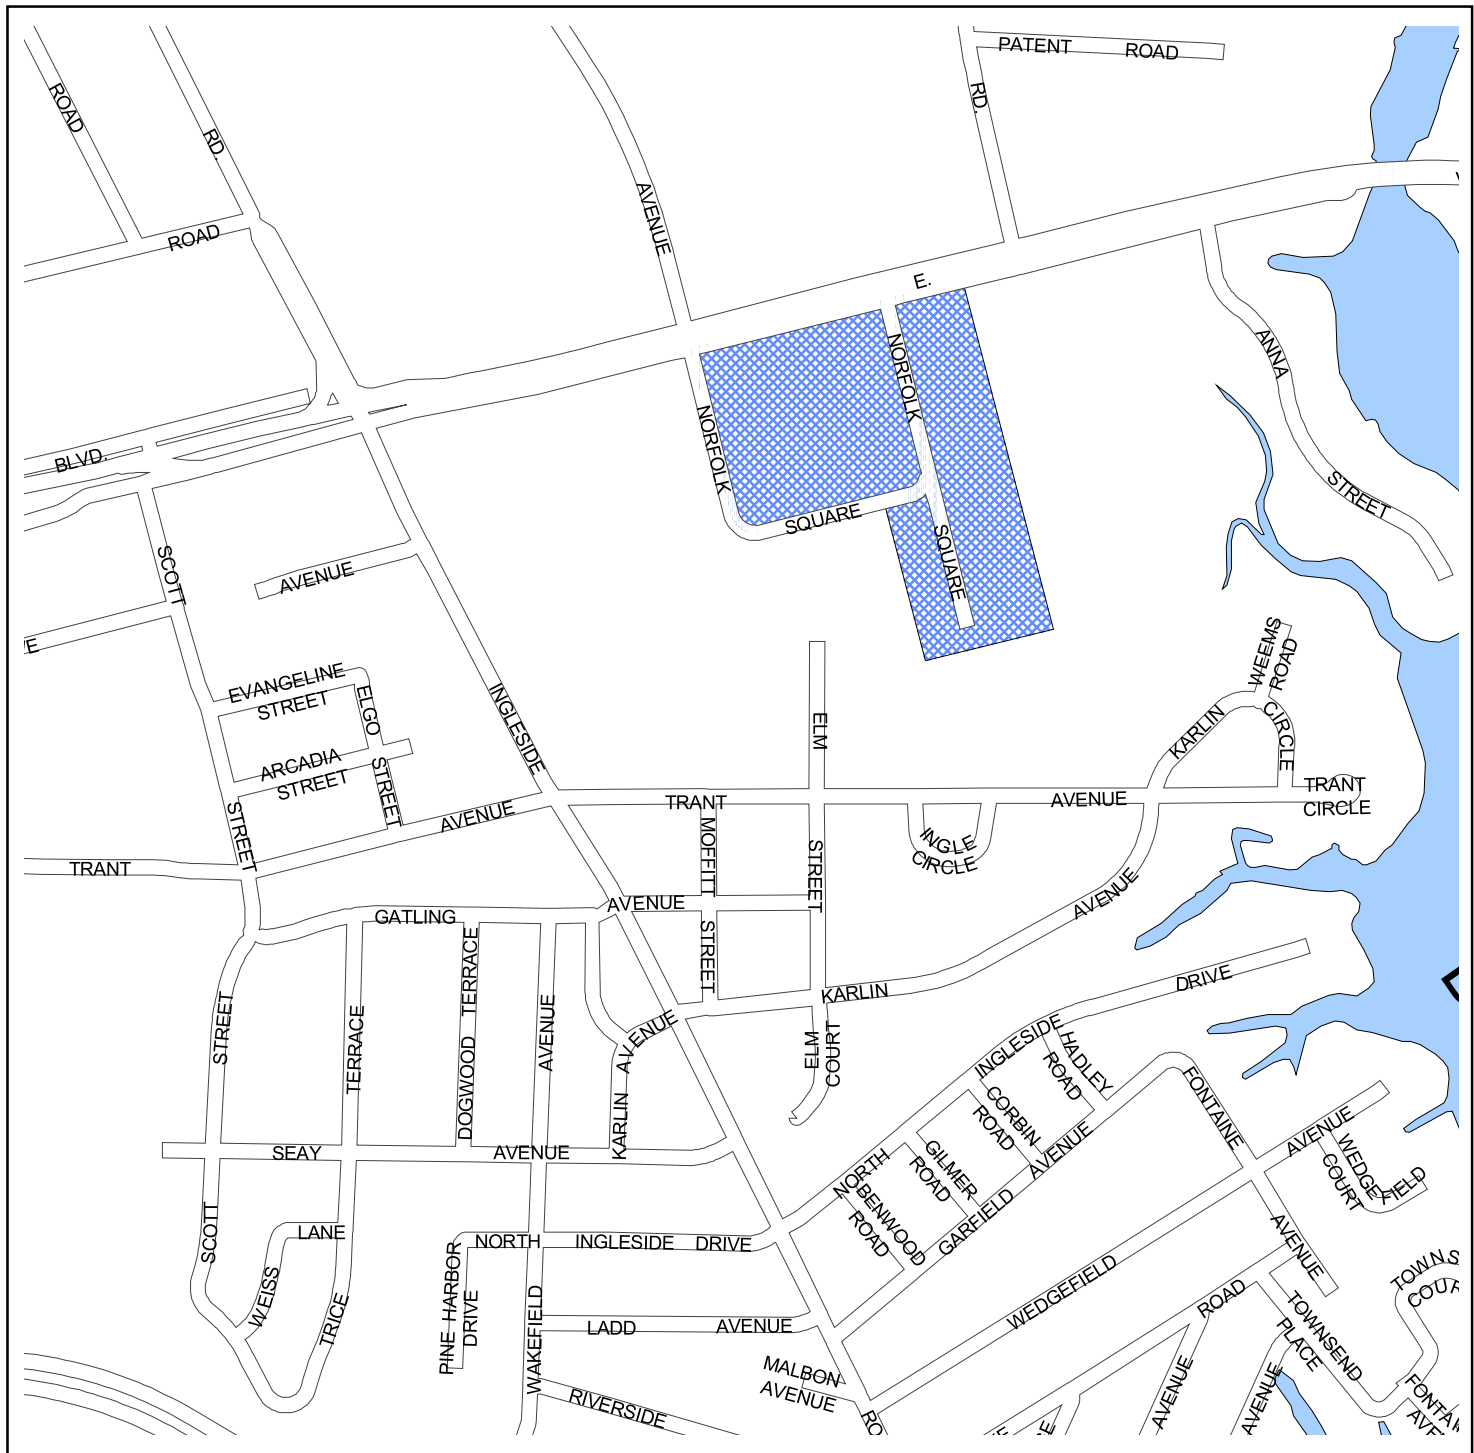 PATENT ROAD
ROAD
RD.
RD.
AVENUE
ROAD
E.
ANNA
STREET
NORFOLK
NORFOLK
SQUARE
SQUARE
BLVD.
SCOTT
STREET
AVENUE
EVANGELINE
STREET
ELGO
STREET
ARCADIA
STREET
INGLESIDE
ELM
STREET
WEEMS
ROAD
KARLIN
CIRCLE
TRANT
CIRCLE
TRANT
AVENUE
TRANT
AVENUE
MOFFITT
STREET
INGLE
CIRCLE
AVENUE
GATLING
AVENUE
KARLIN
DRIVE
STREET
TERRACE
DOGWOOD TERRACE
AVENUE
KARLIN AVENUE
ELM
COURT
INGLESIDE
HADLEY
ROAD
CORBIN
ROAD
GILMER
ROAD
BENWOOD
ROAD
NORTH
GARFIELD
AVENUE
FONTAINE
AVENUE
AVENUE
WEDGEFIELD
COURT
SEAY
AVENUE
SCOTT
LANE
WEISS
TRICE
NORTH INGLESIDE DRIVE
PINE HARBOR
DRIVE
WAKEFIELD
LADD AVENUE
WEDGEFIELD
ROAD
TOWNSEND
PLACE
MALBON
AVENUE
RIVERSIDE
AVENUE
AVENUE